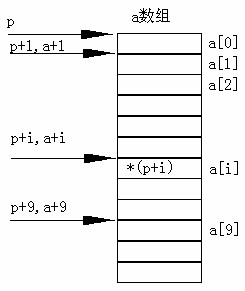 a数组
p
a[0]
p+1,a+1
a[1]
a[2]
p+i,a+i
*(p+i)
a[i]
p+9,a+9
a[9]